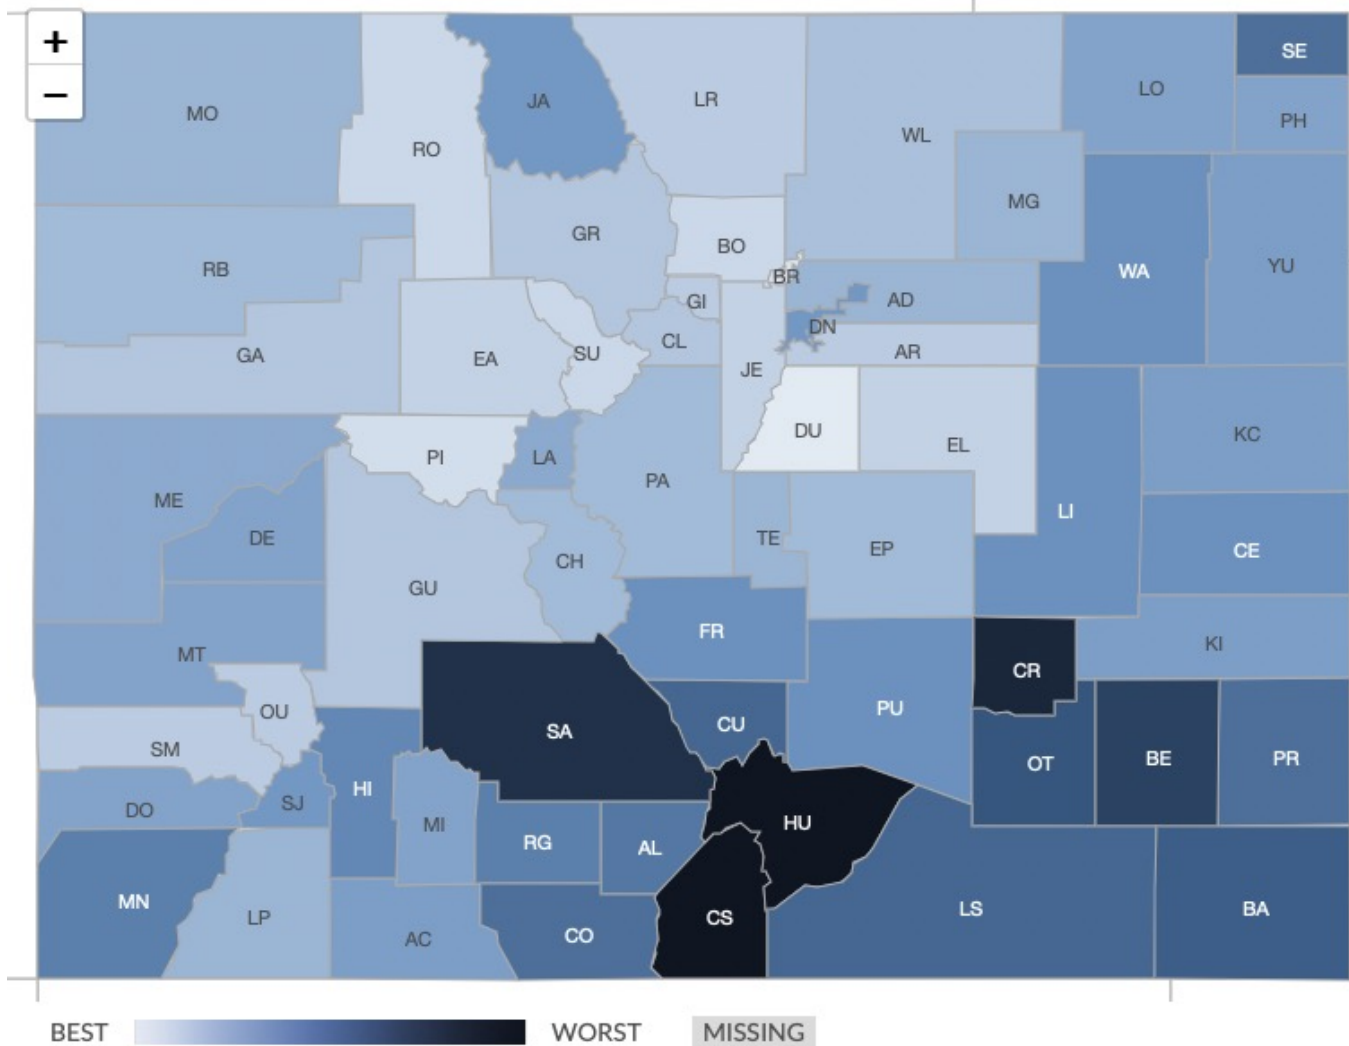 +
−
MO
RO
JA
LR
WL
LO
SE
PH
MG
RB
GR
BO
BR
WA
YU
GI
AD
DN
GA
EA
SU
CL
JE
AR
DU
EL
KC
PI
LA
PA
ME
DE
LI
TE
EP
CE
CH
GU
FR
KI
MT
CR
OU
SM
SA
CU
PU
OT
BE
PR
HI
DO
SJ
MI
RG
AL
HU
MN
LP
AC
CO
CS
LS
BA
BEST WORST MISSING